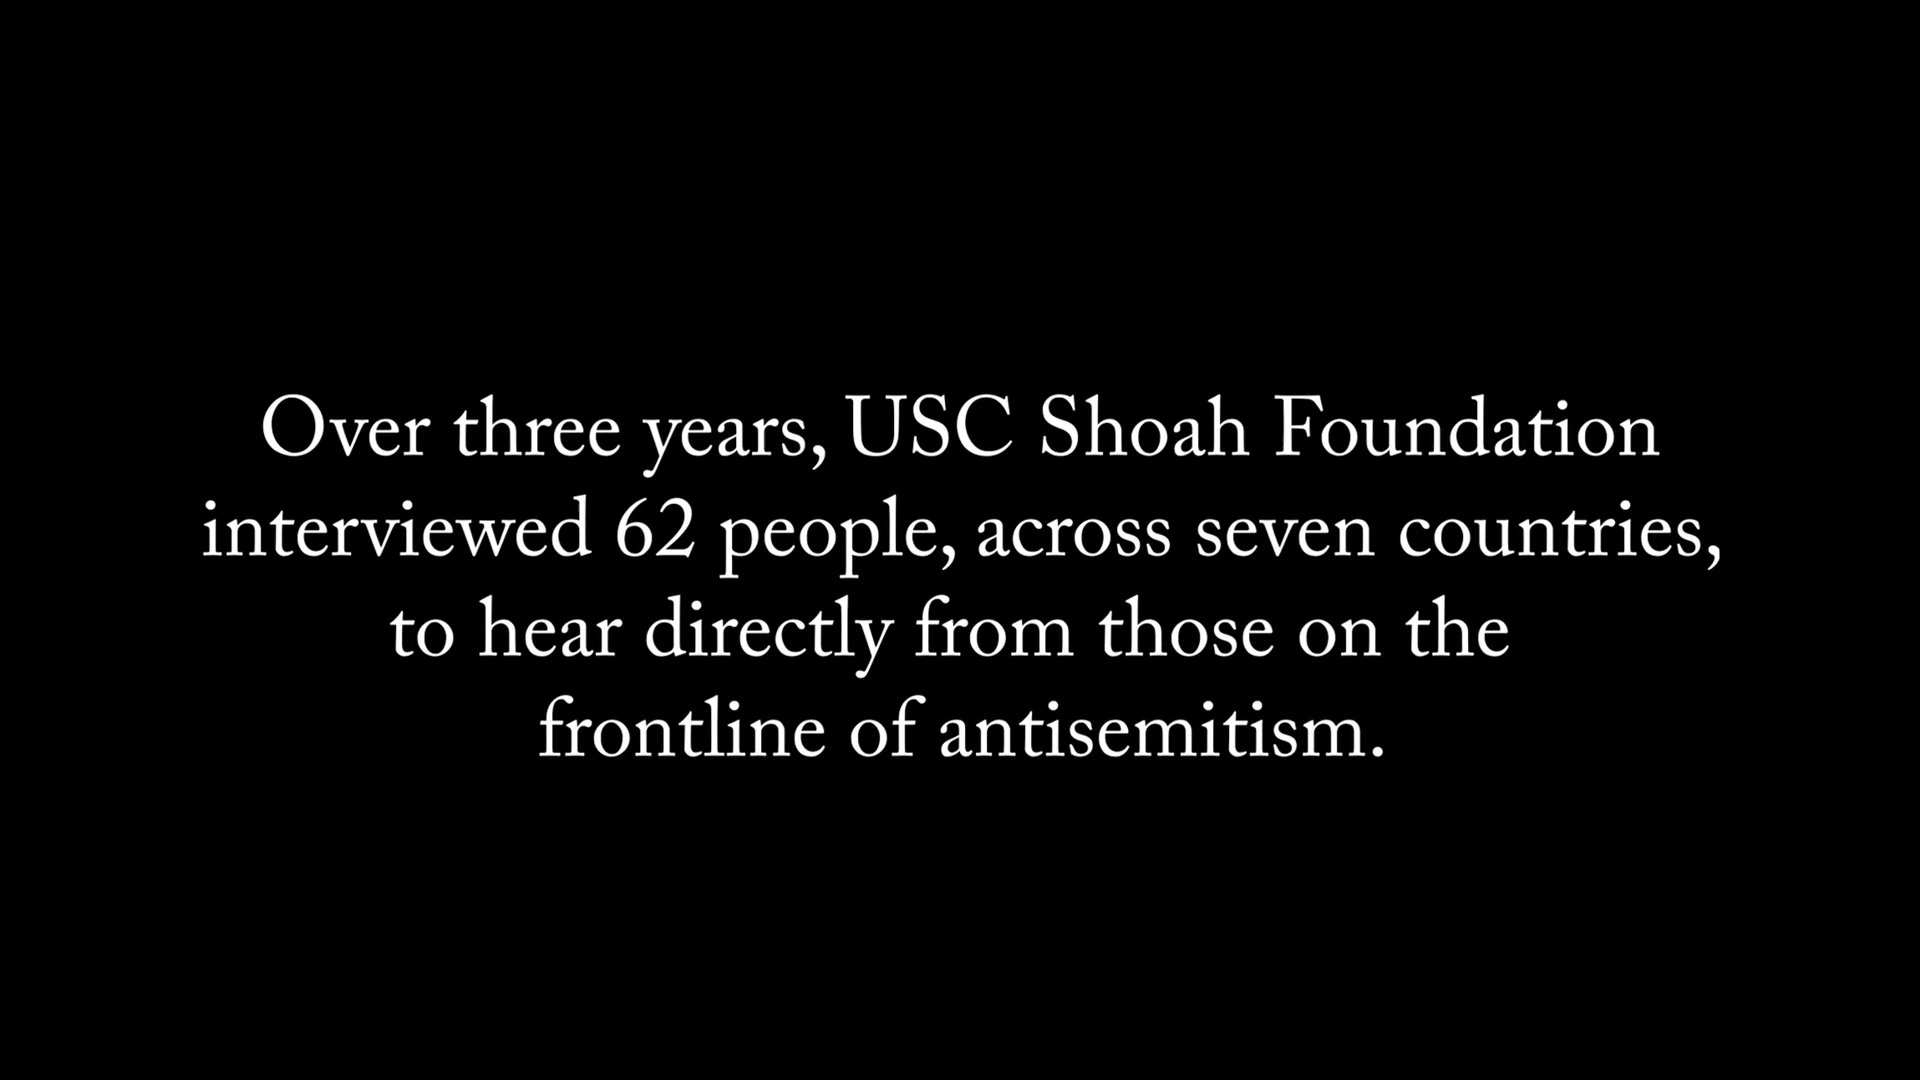 Over three years, USC Shoah Foundation
interviewed 62 people, across seven countries,
to hear directly from those on the
frontline of antisemitism.